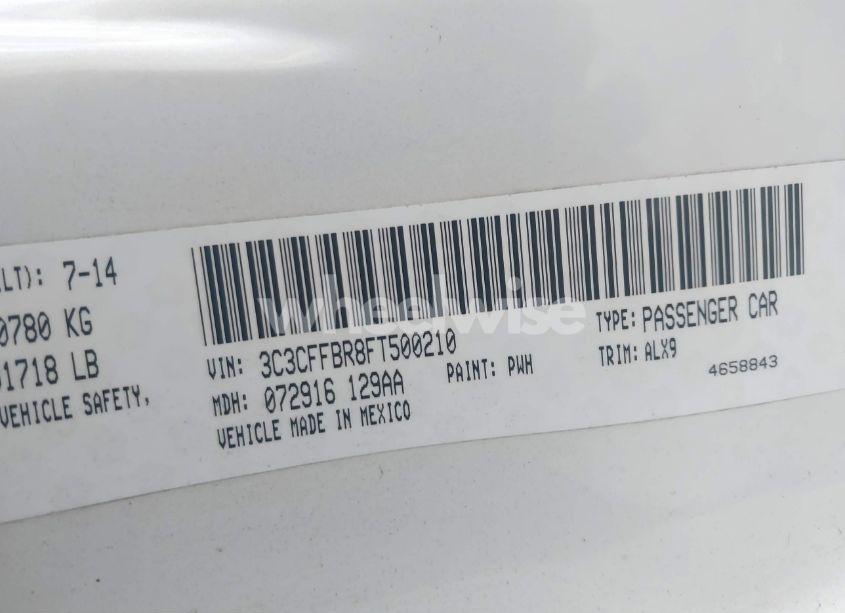 LT): 7-14
0780 KG
1718 LB
VEHICLE SAFETY,
VIN: 3C3CFFBR8FT500210
TYPE: PASSENGER CAR
MDH: 072916 129AA
PAINT: PWH
TRIM: ALX9
VEHICLE MADE IN MEXICO
4658843
wheelwise